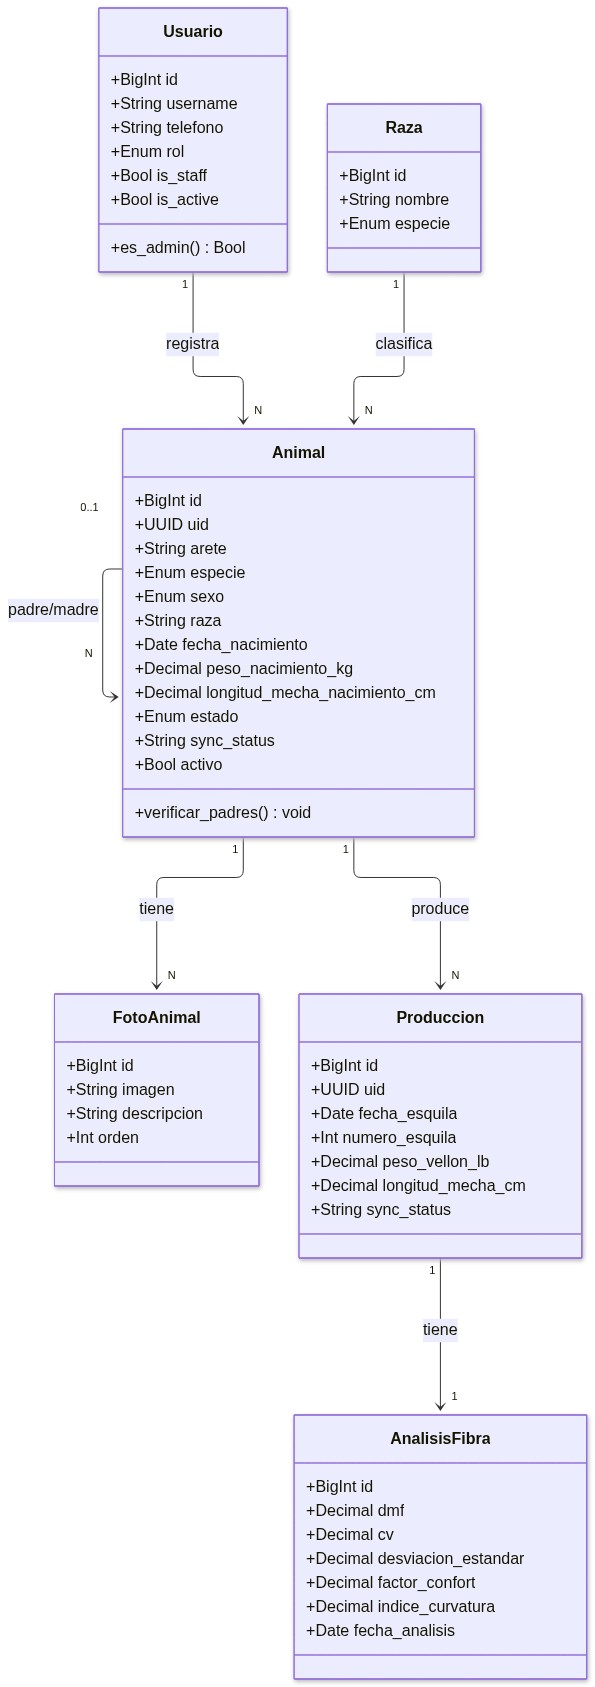 Usuario
+BigInt id
+String username
+String telefono
+Enum rol
+Bool is_staff
+Bool is_active
+es_admin() : Bool
Raza
+BigInt id
+String nombre
+Enum especie
1
1
registra
clasifica
N
N
Animal
+BigInt id
+UUID uid
+String arete
+Enum especie
+Enum sexo
+String raza
+Date fecha_nacimiento
+Decimal peso_nacimiento_kg
+Decimal longitud_mecha_nacimiento_cm
+Enum estado
+String sync_status
+Bool activo
+verificar_padres() : void
0..1
padre/madre
N
1
1
tiene
produce
N
N
FotoAnimal
+BigInt id
+String imagen
+String descripcion
+Int orden
Produccion
+BigInt id
+UUID uid
+Date fecha_esquila
+Int numero_esquila
+Decimal peso_vellon_lb
+Decimal longitud_mecha_cm
+String sync_status
1
tiene
1
AnalisisFibra
+BigInt id
+Decimal dmf
+Decimal cv
+Decimal desviacion_estandar
+Decimal factor_confort
+Decimal indice_curvatura
+Date fecha_analisis